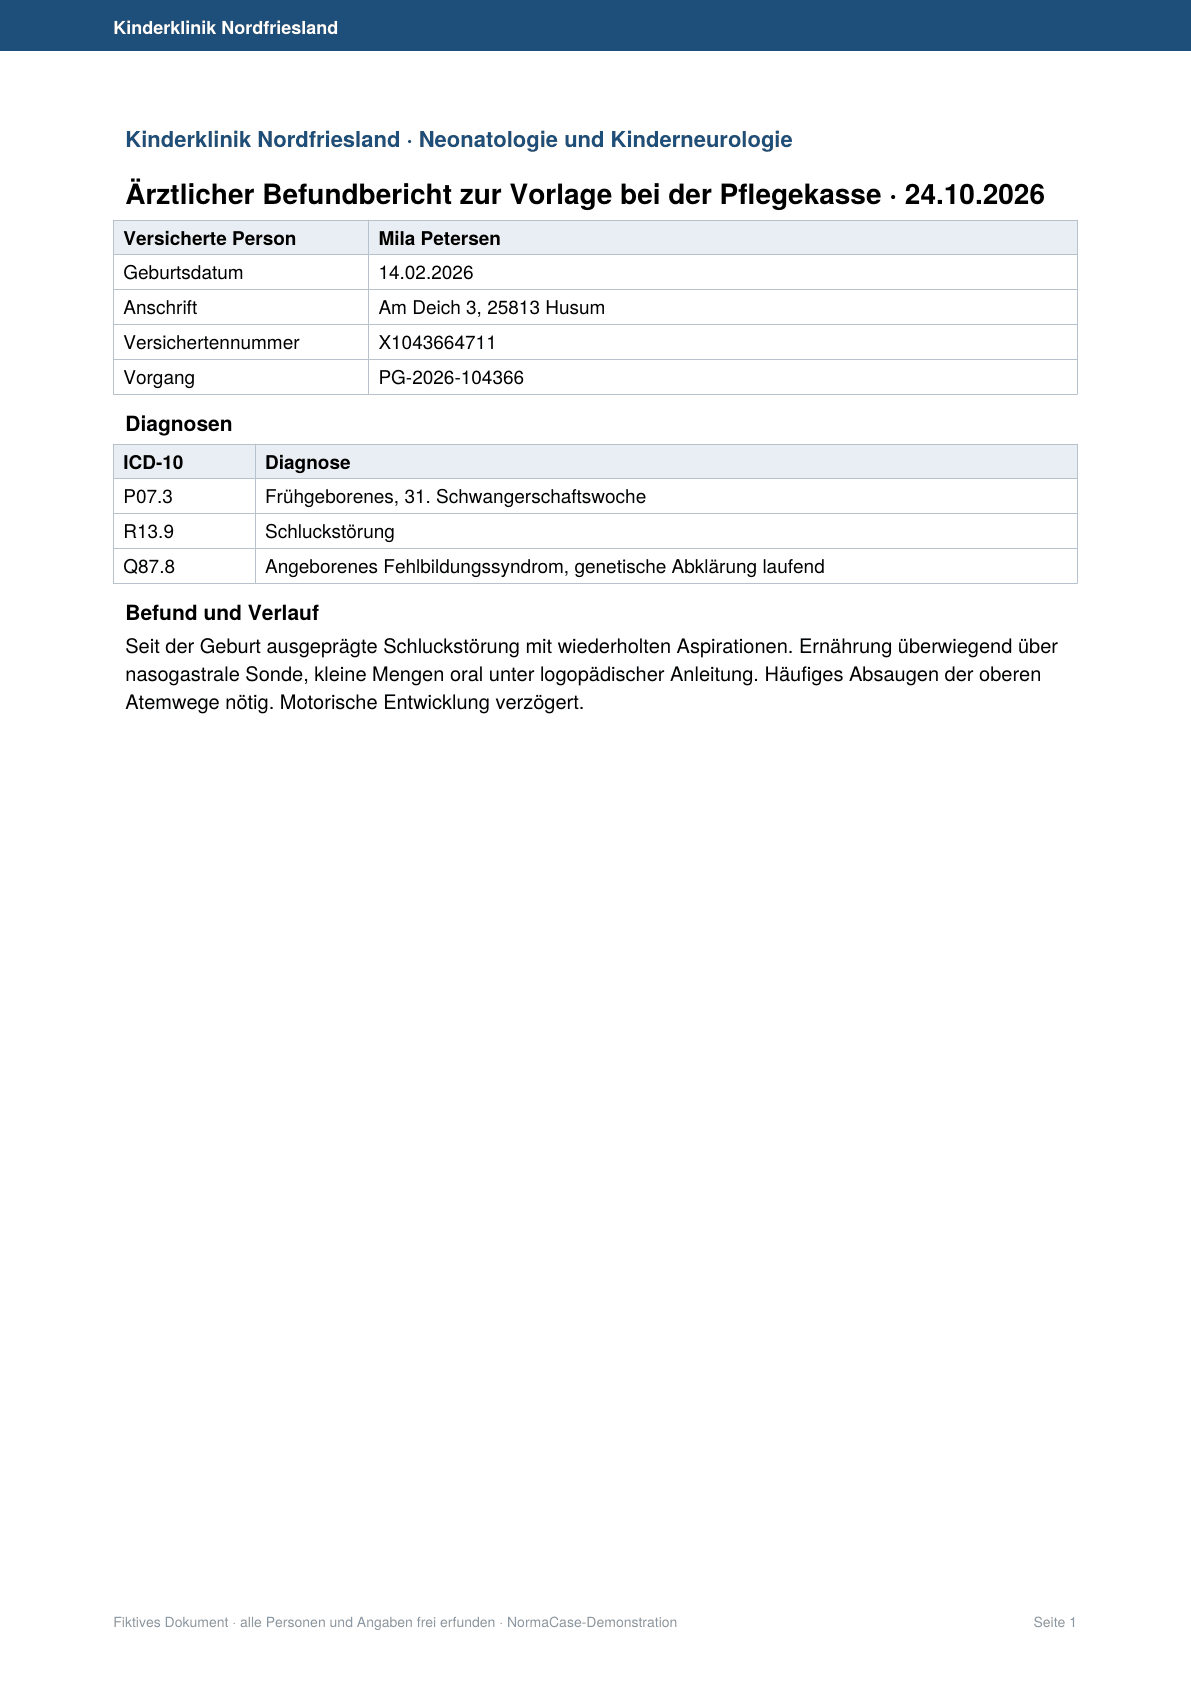 Kinderklinik Nordfriesland
Kinderklinik Nordfriesland · Neonatologie und Kinderneurologie
Ärztlicher Befundbericht zur Vorlage bei der Pflegekasse · 24.10.2026
Versicherte Person Mila Petersen
Geburtsdatum 14.02.2026
Anschrift Am Deich 3, 25813 Husum
Versichertennummer X1043664711
Vorgang PG-2026-104366
Diagnosen
ICD-10 Diagnose
P07.3 Frühgeborenes, 31. Schwangerschaftswoche
R13.9 Schluckstörung
Q87.8 Angeborenes Fehlbildungssyndrom, genetische Abklärung laufend
Befund und Verlauf
Seit der Geburt ausgeprägte Schluckstörung mit wiederholten Aspirationen. Ernährung überwiegend über
nasogastrale Sonde, kleine Mengen oral unter logopädischer Anleitung. Häufiges Absaugen der oberen
Atemwege nötig. Motorische Entwicklung verzögert.
Fiktives Dokument · alle Personen und Angaben frei erfunden · NormaCase-Demonstration Seite 1